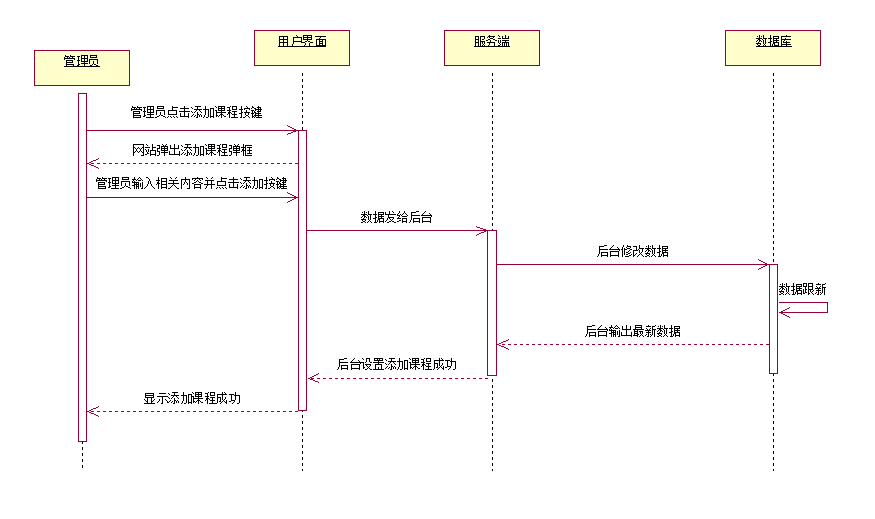 管理员
用户界面
服务端
数据库
管理员点击添加课程按键
网站弹出添加课程弹框
管理员输入相关内容并点击添加按键
数据发给后台
后台修改数据
数据跟新
后台输出最新数据
后台设置添加课程成功
显示添加课程成功